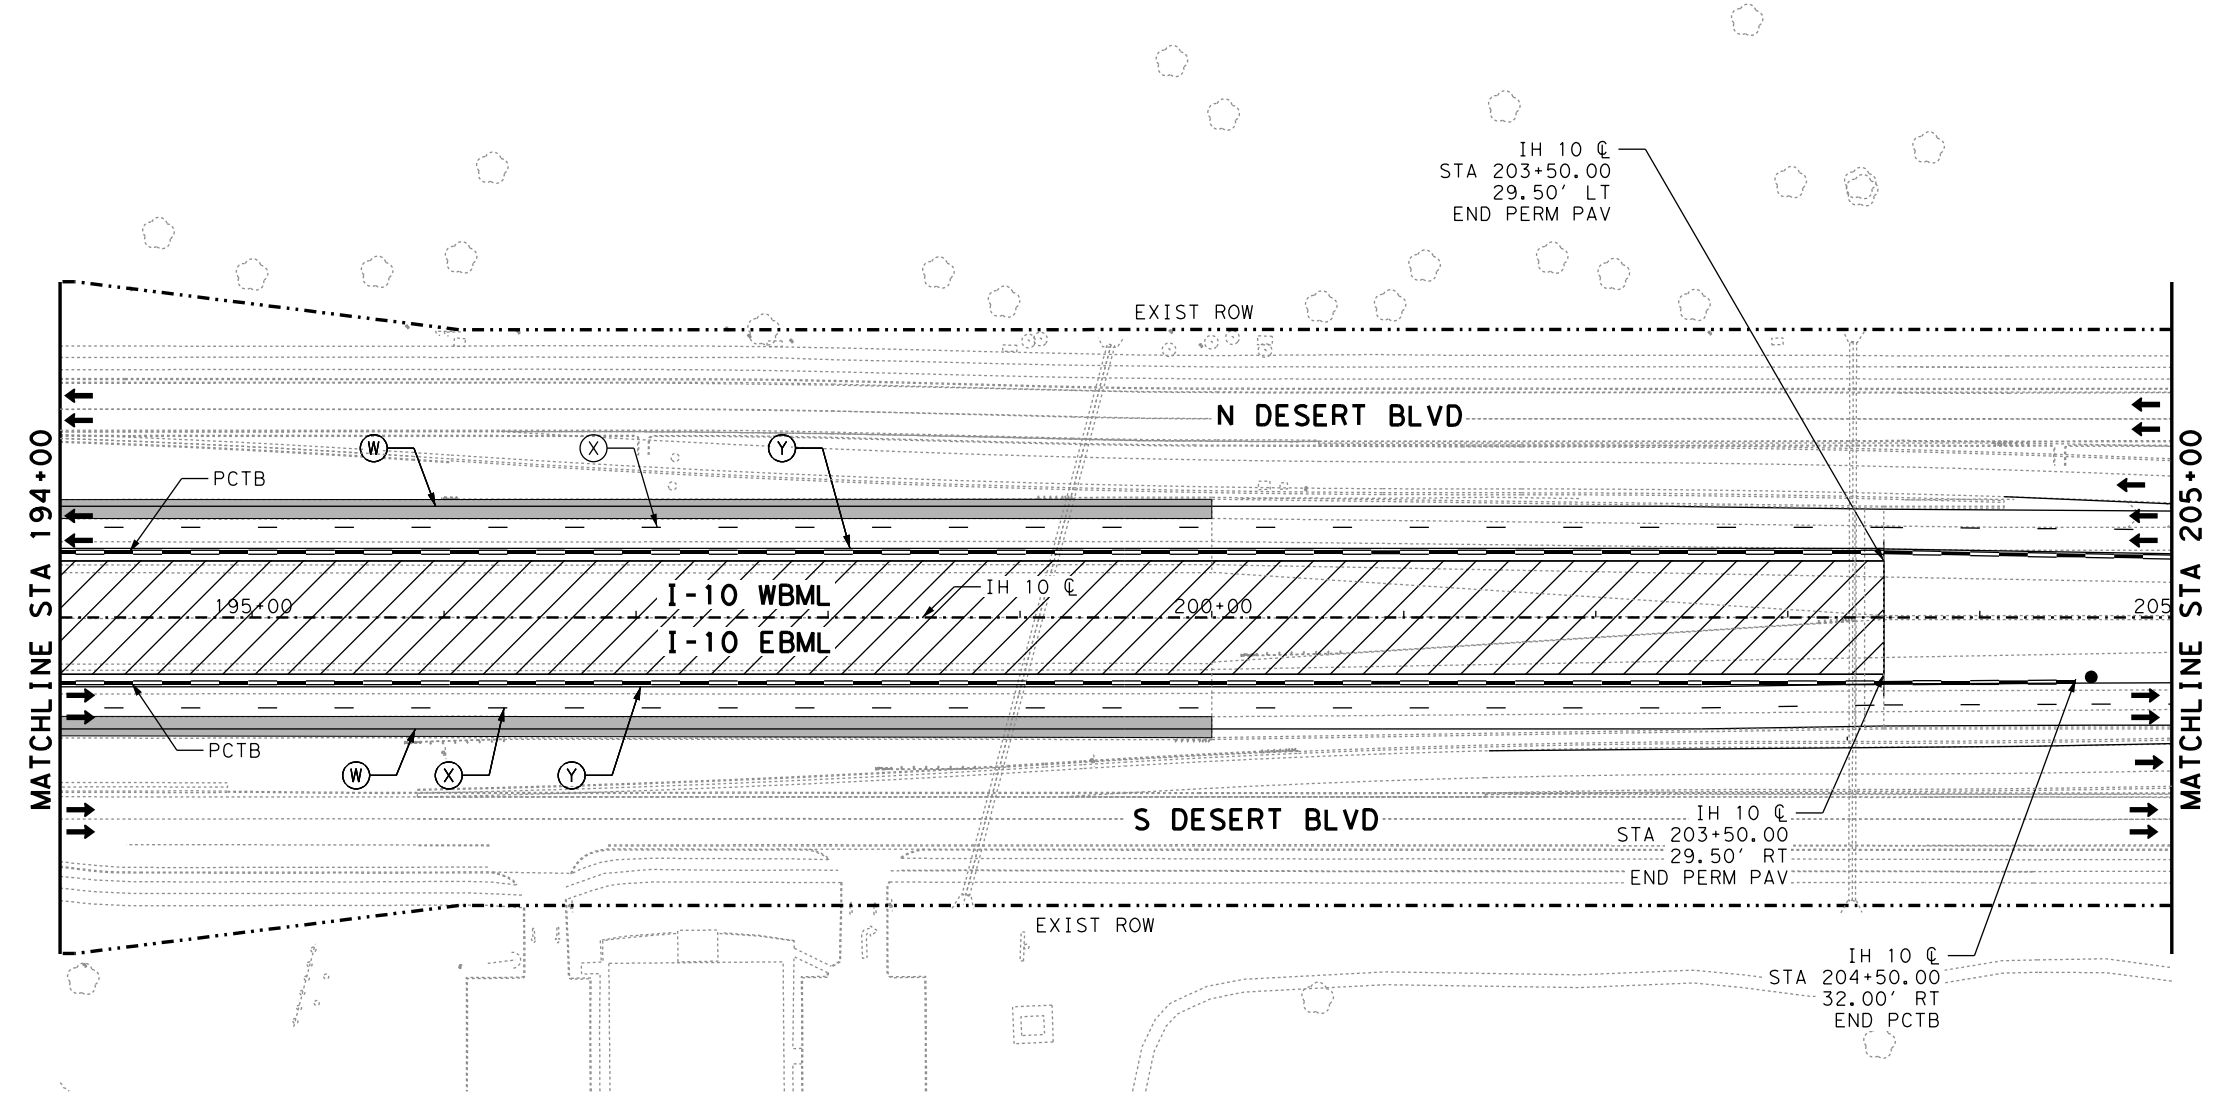 IH 10 ℄
STA 203+50.00
29.50' LT
END PERM PAV
EXIST ROW
N DESERT BLVD
W
X
Y
PCTB
MATCHLINE STA 194+00
MATCHLINE STA 205+00
I-10 WBML
IH 10 ℄
195+00
200+00
205
I-10 EBML
PCTB
W
X
Y
S DESERT BLVD
IH 10 ℄
STA 203+50.00
29.50' RT
END PERM PAV
EXIST ROW
IH 10 ℄
STA 204+50.00
32.00' RT
END PCTB